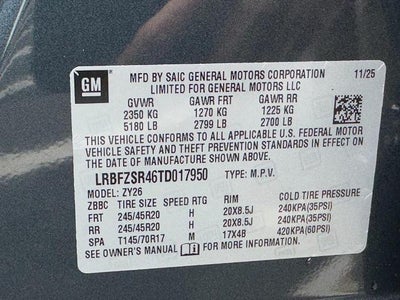 GM
MFD BY SAIC GENERAL MOTORS CORPORATION 11/25
LIMITED FOR GENERAL MOTORS LLC
GVWR GAWR FRT GAWR RR
2350 KG 1270 KG 1225 KG
5180 LB 2799 LB 2700 LB
THIS VEHICLE CONFORMS TO ALL APPLICABLE U.S. FEDERAL MOTOR
VEHICLE SAFETY AND THEFT PREVENTION STANDARDS IN EFFECT
ON THE DATE OF MANUFACTURE SHOWN ABOVE.
LRBFZSR46TD017950 TYPE: M.P.V.
MODEL: ZY26
ZBBC TIRE SIZE SPEED RTG RIM COLD TIRE PRESSURE
FRT 245/45R20 H 20X8.5J 240KPA(35PSI)
RR 245/45R20 H 20X8.5J 240KPA(35PSI)
SPA T145/70R17 M 17X4B 420KPA(60PSI)
SEE OWNER'S MANUAL FOR MORE INFORMATION.